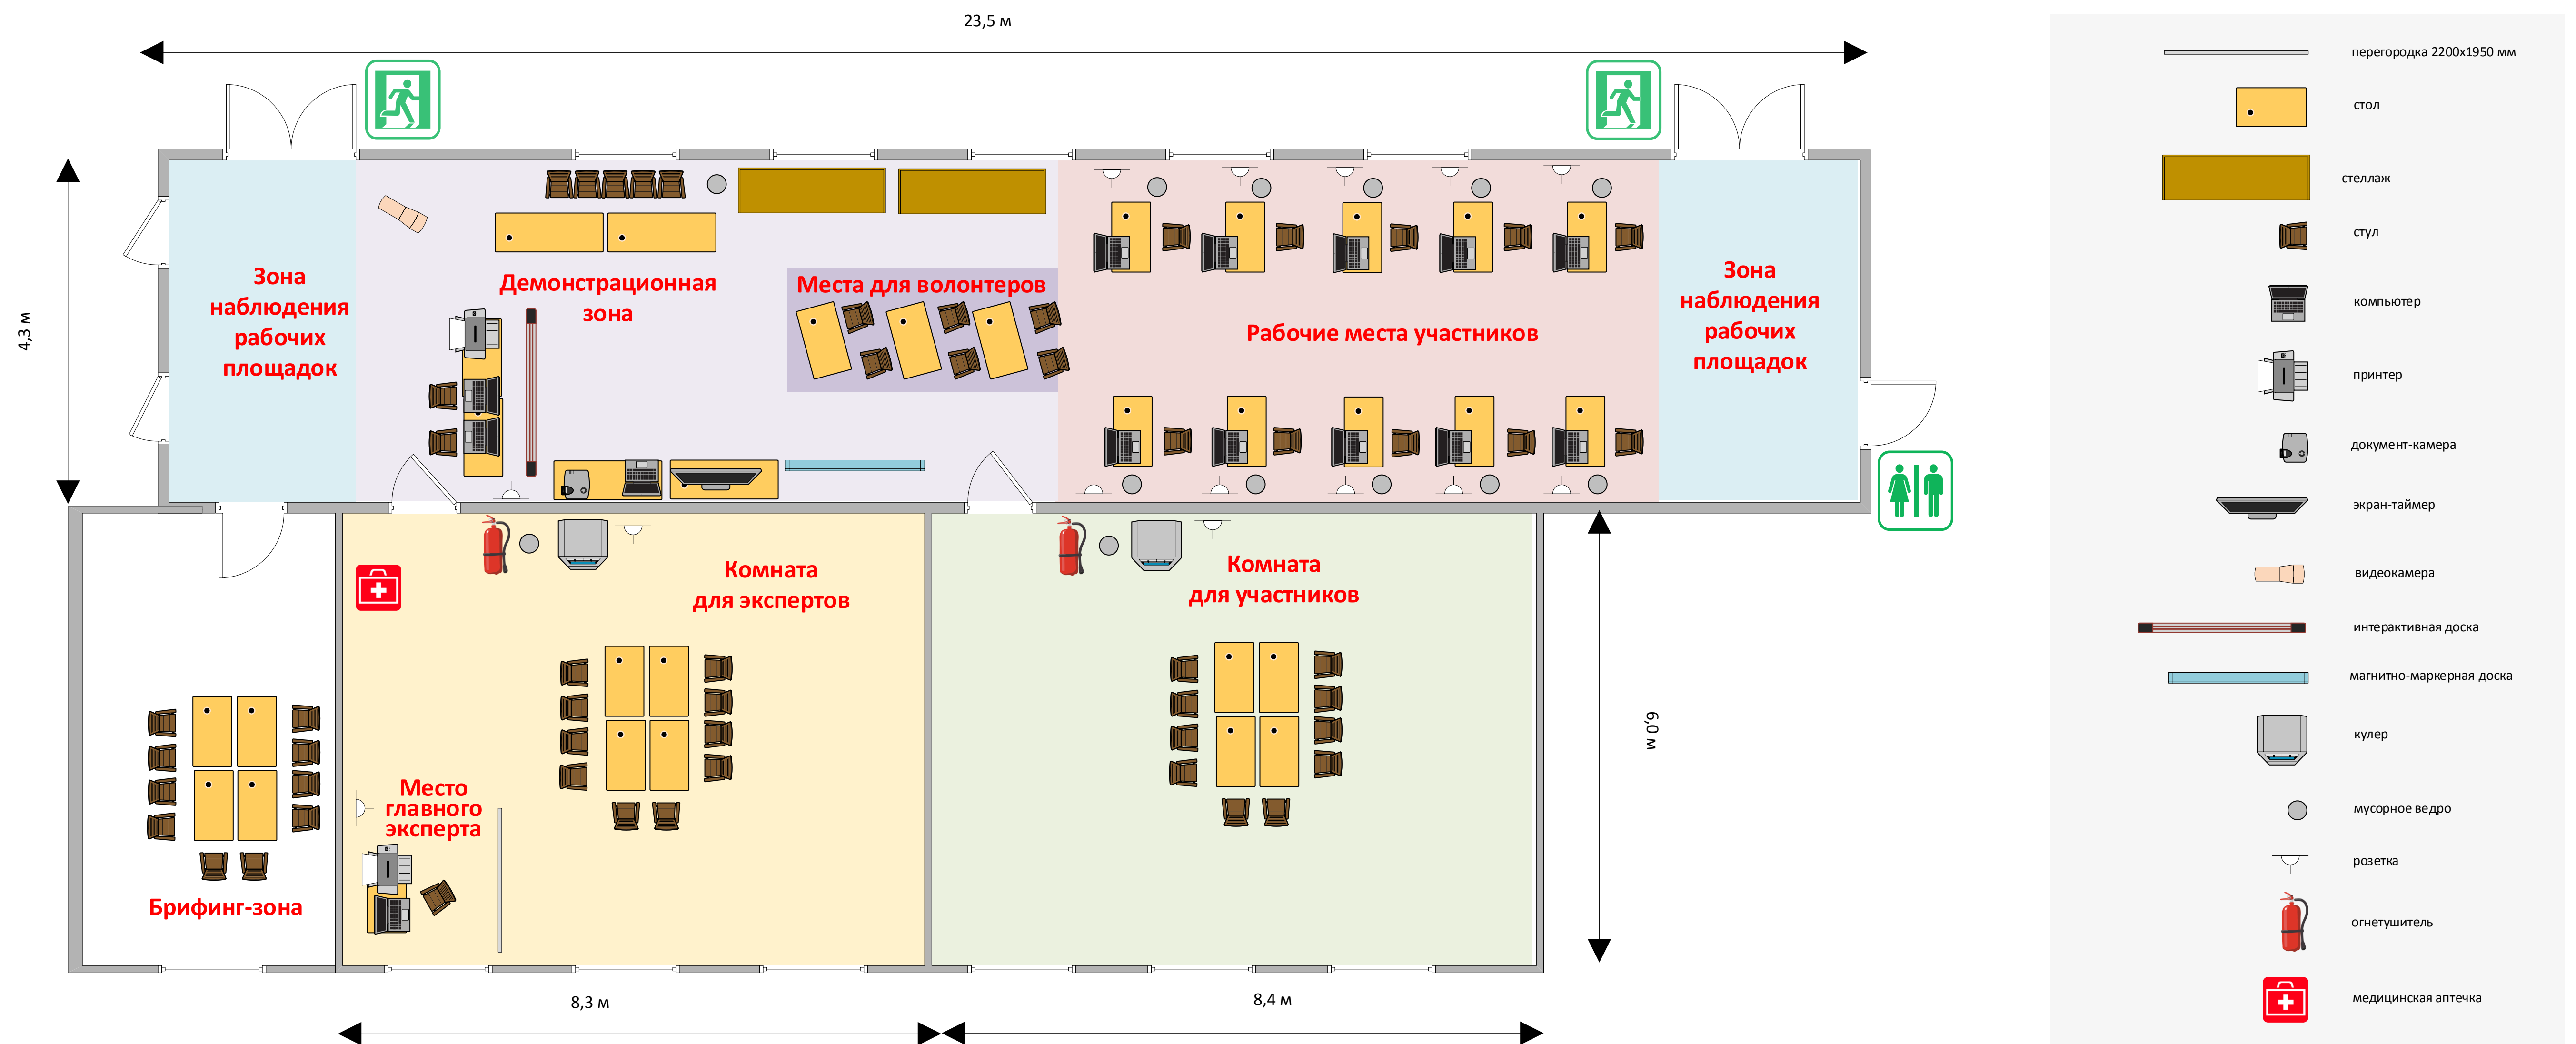 23,5 м
4,3 м
Зона
наблюдения
рабочих
площадок
Демонстрационная
зона
Места для волонтеров
Рабочие места участников
Зона
наблюдения
рабочих
площадок
Комната
для экспертов
Комната
для участников
6,0 м
Место
главного
эксперта
Брифинг-зона
8,3 м
8,4 м
перегородка 2200х1950 мм
стол
стеллаж
стул
компьютер
принтер
документ-камера
экран-таймер
видеокамера
интерактивная доска
магнитно-маркерная доска
кулер
мусорное ведро
розетка
огнетушитель
медицинская аптечка